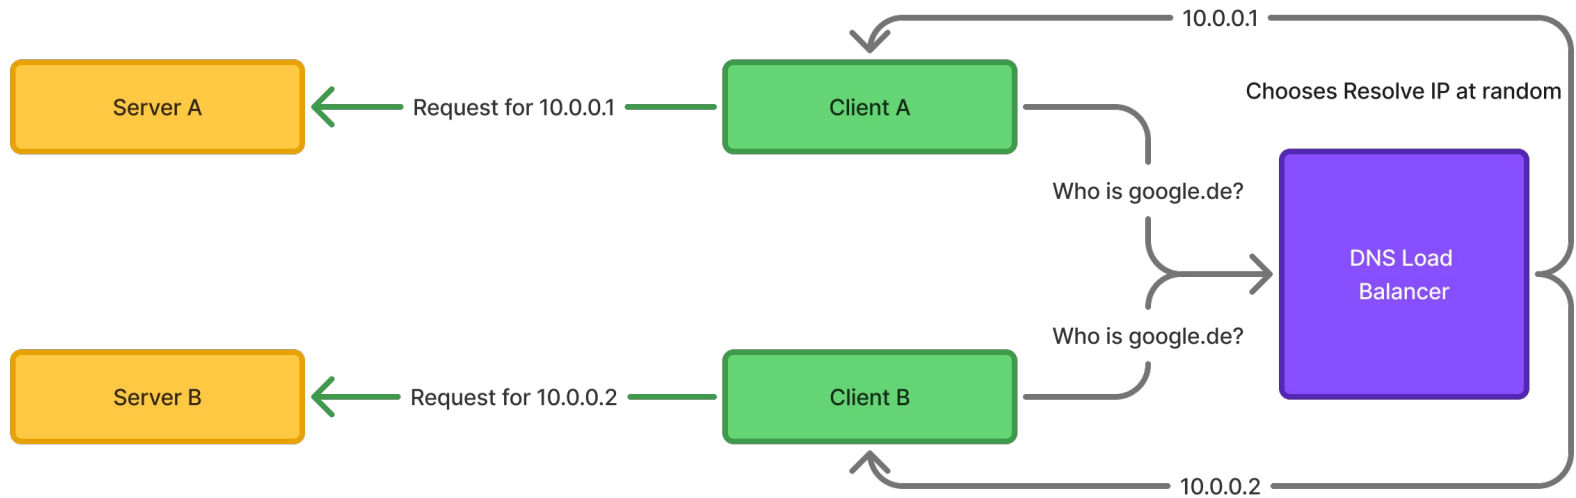 10.0.0.1
Chooses Resolve IP at random
Server A
Request for 10.0.0.1
Client A
Who is google.de?
DNS Load
Balancer
Who is google.de?
Server B
Request for 10.0.0.2
Client B
10.0.0.2